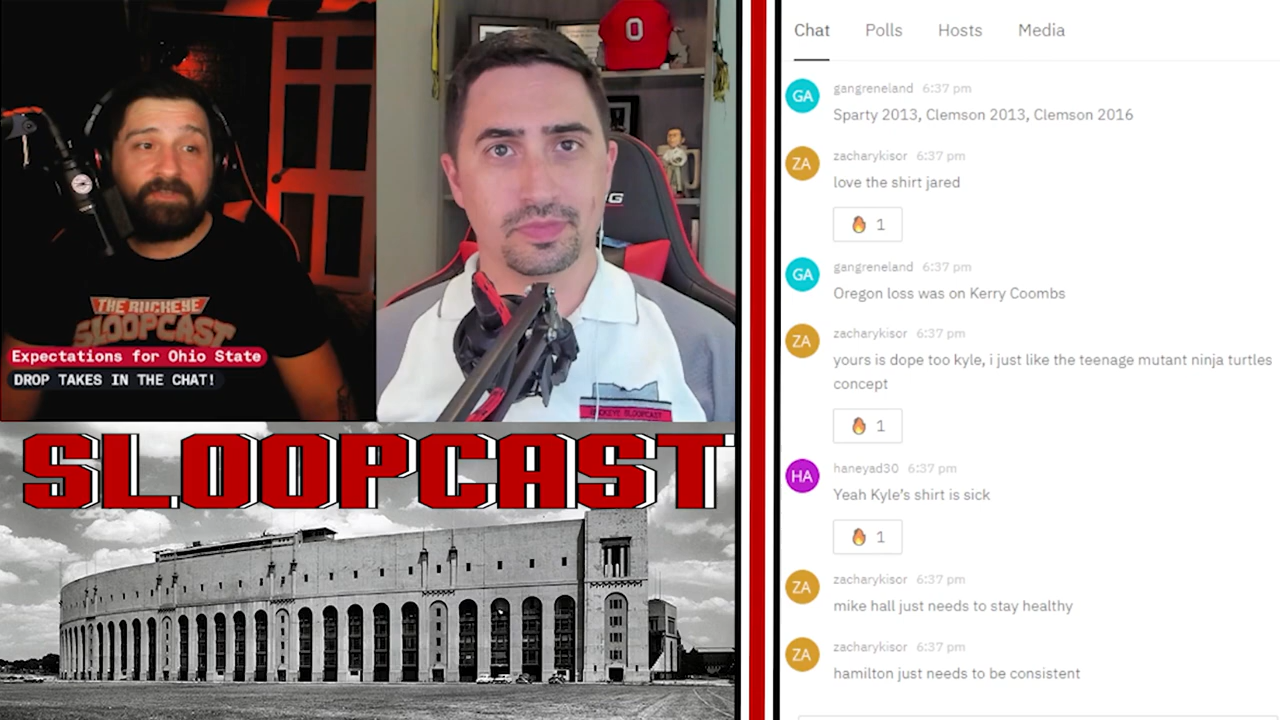 O
G
THE BUCKEYE
SLOOPCAST
Expectations for Ohio State
DROP TAKES IN THE CHAT!
BUCKEYE SLOOPCAST
SLOOPCAST
Chat Polls Hosts Media
GA gangreneland 6:37 pm
Sparty 2013, Clemson 2013, Clemson 2016
ZA zacharykisor 6:37 pm
love the shirt jared
1
GA gangreneland 6:37 pm
Oregon loss was on Kerry Coombs
ZA zacharykisor 6:37 pm
yours is dope too kyle, i just like the teenage mutant ninja turtles
concept
1
HA haneyad30 6:37 pm
Yeah Kyle's shirt is sick
1
ZA zacharykisor 6:37 pm
mike hall just needs to stay healthy
ZA zacharykisor 6:37 pm
hamilton just needs to be consistent